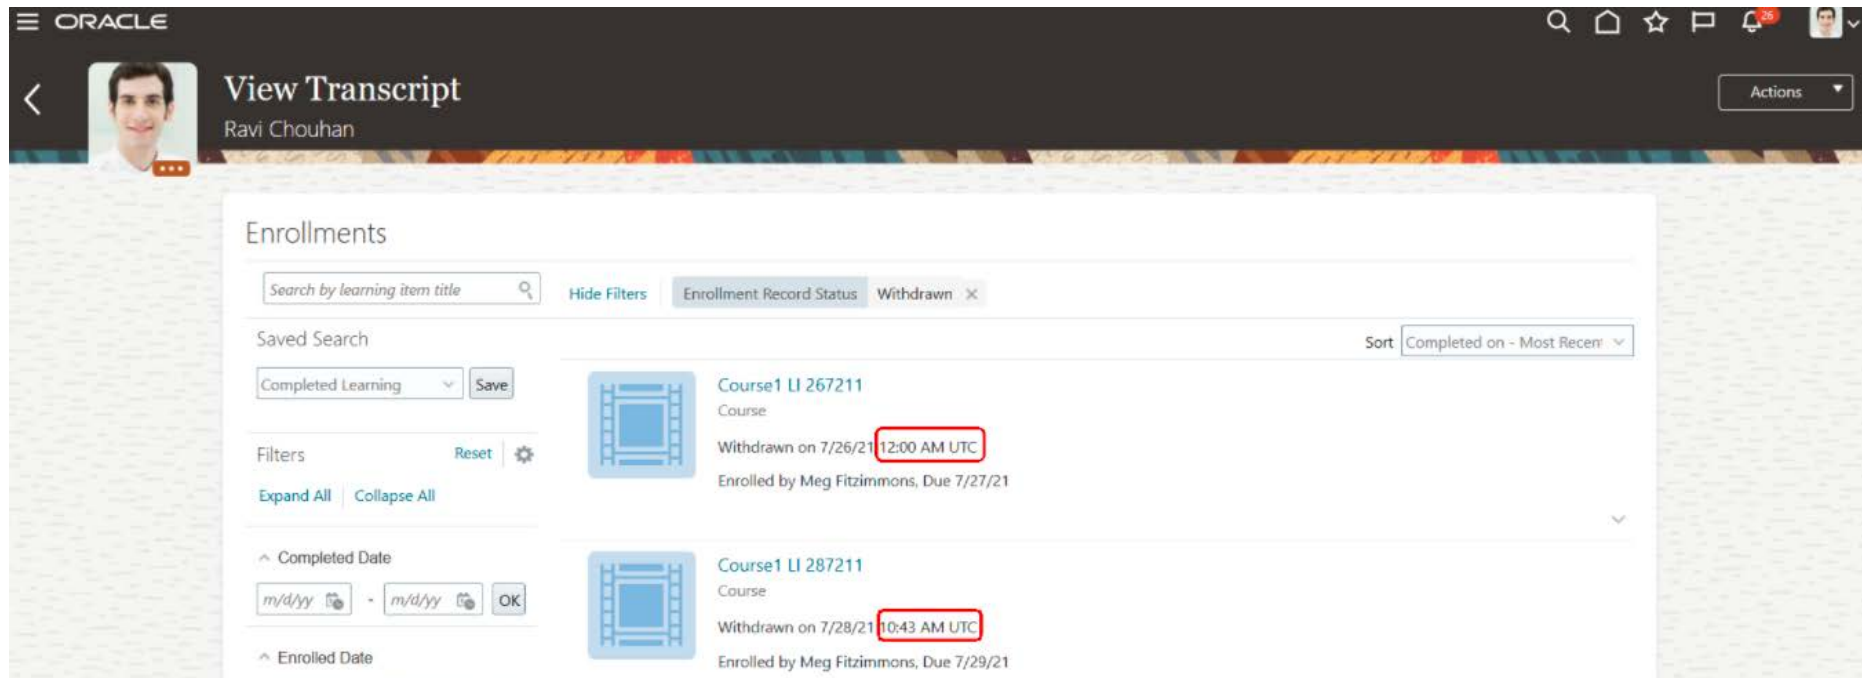 ORACLE
26
View Transcript
Actions
Ravi Chouhan
Enrollments
Search by learning item title
Hide Filters
Enrollment Record Status Withdrawn
Saved Search
Sort Completed on - Most Recen
Completed Learning
Save
Filters
Reset
Expand All
Collapse All
Completed Date
m/d/yy - m/d/yy OK
Enrolled Date
Course1 LI 267211
Course
Withdrawn on 7/26/21 12:00 AM UTC
Enrolled by Meg Fitzimmons, Due 7/27/21
Course1 LI 287211
Course
Withdrawn on 7/28/21 10:43 AM UTC
Enrolled by Meg Fitzimmons, Due 7/29/21